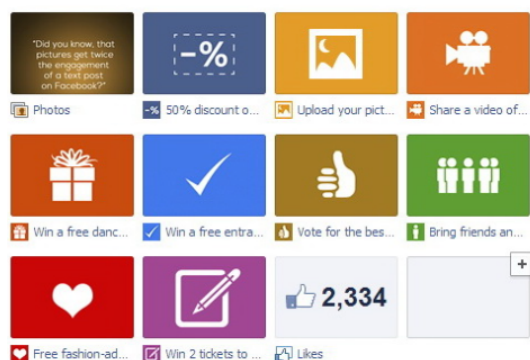 "Did you know, that
pictures get twice
the engagement
of a text post
on Facebook?"
-%
Photos
-% 50% discount o...
Upload your pict...
Share a video of...
Win a free danc...
Win a free entra...
Vote for the bes...
Bring friends an...
2,334
+
Free fashion-ad...
Win 2 tickets to ...
Likes